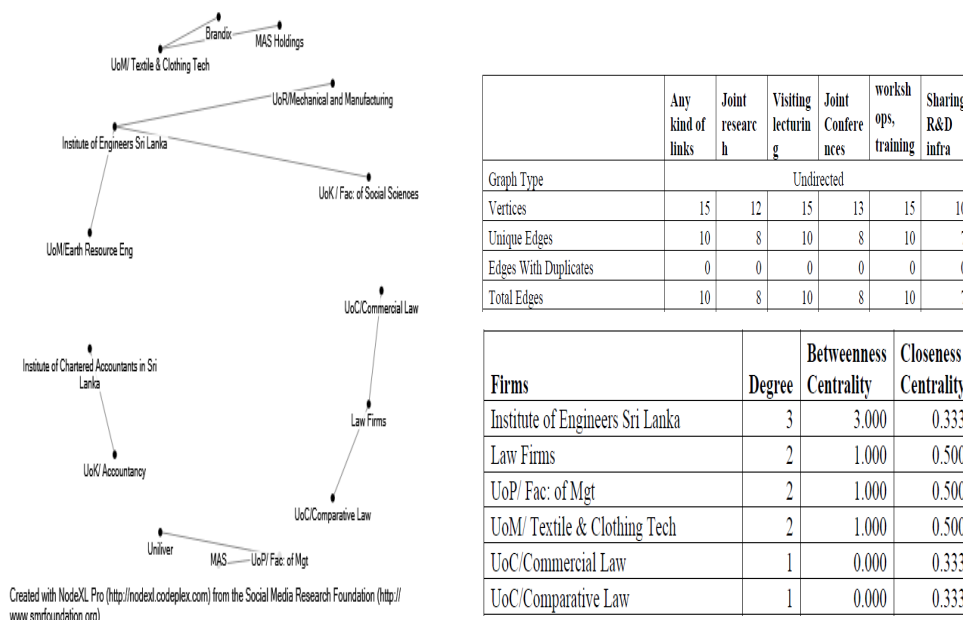 Brandix
MAS Holdings
UoM/ Textile & Clothing Tech
UoR/Mechanical and Manufacturing
Institute of Engineers Sri Lanka
UoK / Fac: of Social Sciences
UoM/Earth Resource Eng
UoC/Commercial Law
Institute of Chartered Accountants in Sri
Lanka
Law Firms
UoK/ Accountancy
UoC/Comparative Law
Uniliver
MAS UoP/ Fac: of Mgt
Created with NodeXL Pro (http://nodexl.codeplex.com) from the Social Media Research Foundation (http://
www.smrfoundation.org)
Any Joint Visiting Joint worksh Sharing
kind of researc lecturin Confere ops, R&D
links h g nces training infra
Graph Type Undirected
Vertices 15 12 15 13 15 10
Unique Edges 10 8 10 8 10
Edges With Duplicates 0 0 0 0 0
Total Edges 10 8 10 8 10
Betweenness Closeness
Firms Degree Centrality Centrality
Institute of Engineers Sri Lanka 3 3.000 0.333
Law Firms 2 1.000 0.500
UoP/ Fac: of Mgt 2 1.000 0.500
UoM/ Textile & Clothing Tech 2 1.000 0.500
UoC/Commercial Law 1 0.000 0.333
UoC/Comparative Law 1 0.000 0.333